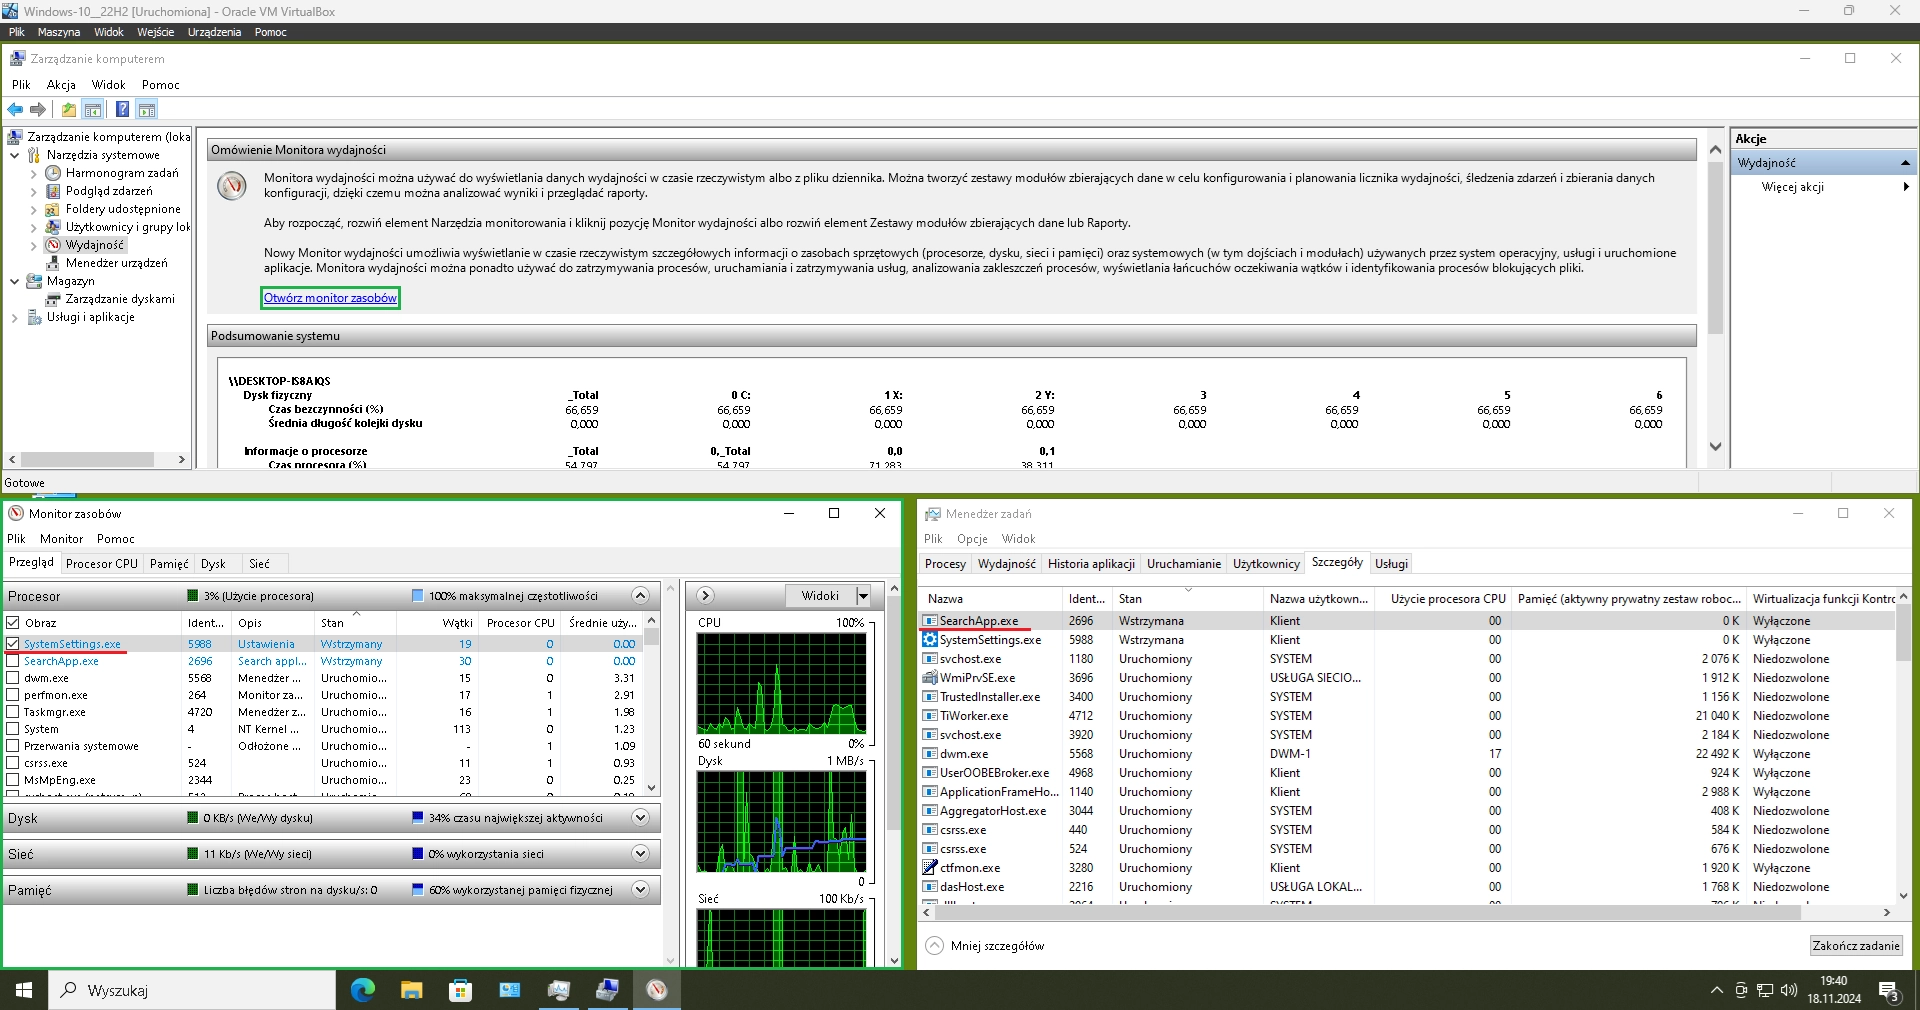 Windows-10__22H2 [Uruchomiona] - Oracle VM VirtualBox
Plik Maszyna Widok Wejście Urządzenia Pomoc
Zarządzanie komputerem
Plik Akcja Widok Pomoc
Zarządzanie komputerem (loka
Narzędzia systemowe
Harmonogram zadań
Podgląd zdarzeń
Foldery udostępnione
Użytkownicy i grupy lok
Wydajność
Menedżer urządzeń
Magazyn
Zarządzanie dyskami
Usługi i aplikacje
Omówienie Monitora wydajności
Monitora wydajności można używać do wyświetlania danych wydajności w czasie rzeczywistym albo z pliku dziennika. Można tworzyć zestawy modułów zbierających dane w celu konfigurowania i planowania licznika wydajności, śledzenia zdarzeń i zbierania danych
konfiguracji, dzięki czemu można analizować wyniki i przeglądać raporty.
Aby rozpocząć, rozwiń element Narzędzia monitorowania i kliknij pozycję Monitor wydajności albo rozwiń element Zestawy modułów zbierających dane lub Raporty.
Nowy Monitor wydajności umożliwia wyświetlanie w czasie rzeczywistym szczegółowych informacji o zasobach sprzętowych (procesorze, dysku, sieci i pamięci) oraz systemowych (w tym dojściach i modułach) używanych przez system operacyjny, usługi i uruchomione
aplikacje. Monitora wydajności można ponadto używać do zatrzymywania procesów, uruchamiania i zatrzymywania usług, analizowania zakleszczeń procesów, wyświetlania łańcuchów oczekiwania wątków i identyfikowania procesów blokujących pliki.
Otwórz monitor zasobów
Podsumowanie systemu
\\DESKTOP-IS8AIQS
Dysk fizyczny _Total 0 C: 1 X: 2 Y: 3 4 5 6
Czas bezczynności (%) 66,659 66,659 66,659 66,659 66,659 66,659 66,659 66,659
Średnia długość kolejki dysku 0,000 0,000 0,000 0,000 0,000 0,000 0,000 0,000
Informacje o procesorze _Total 0,_Total 0,0 0,1
Czas procesora (%) 54,797 54,797 71,283 38,311
Akcje
Wydajność
Więcej akcji
Gotowe
Monitor zasobów
Plik Monitor Pomoc
Przegląd Procesor CPU Pamięć Dysk Sieć
Procesor 3% (Użycie procesora) 100% maksymalnej częstotliwości
Obraz Ident... Opis Stan Wątki Procesor CPU Średnie uży...
SystemSettings.exe 5988 Ustawienia Wstrzymany 19 0 0.00
SearchApp.exe 2696 Search appl... Wstrzymany 30 0 0.00
dwm.exe 5568 Menedżer ... Uruchomio... 15 0 3.31
perfmon.exe 264 Monitor za... Uruchomio... 17 1 2.91
Taskmgr.exe 4720 Menedżer z... Uruchomio... 16 1 1.98
System 4 NT Kernel ... Uruchomio... 113 0 1.23
Przerwania systemowe - Odłożone ... Uruchomio... - 1 1.09
csrss.exe 524 Uruchomio... 11 1 0.93
MsMpEng.exe 2344 Uruchomio... 23 0 0.25
Dysk 0 KB/s (We/Wy dysku) 34% czasu największej aktywności
Sieć 11 Kb/s (We/Wy sieci) 0% wykorzystania sieci
Pamięć Liczba błędów stron na dysku/s: 0 60% wykorzystanej pamięci fizycznej
Widoki
CPU 100%
60 sekund 0%
Dysk 1 MB/s
0
Sieć 100 Kb/s
Menedżer zadań
Plik Opcje Widok
Procesy Wydajność Historia aplikacji Uruchamianie Użytkownicy Szczegóły Usługi
Nazwa Ident... Stan Nazwa użytkown... Użycie procesora CPU Pamięć (aktywny prywatny zestaw roboc... Wirtualizacja funkcji Kontro
SearchApp.exe 2696 Wstrzymana Klient 00 0 K Wyłączone
SystemSettings.exe 5988 Wstrzymana Klient 00 0 K Wyłączone
svchost.exe 1180 Uruchomiony SYSTEM 00 2 076 K Niedozwolone
WmiPrvSE.exe 3696 Uruchomiony USŁUGA SIECIO... 00 1 912 K Niedozwolone
TrustedInstaller.exe 3400 Uruchomiony SYSTEM 00 1 156 K Niedozwolone
TiWorker.exe 4712 Uruchomiony SYSTEM 00 21 040 K Niedozwolone
svchost.exe 3920 Uruchomiony SYSTEM 00 2 184 K Niedozwolone
dwm.exe 5568 Uruchomiony DWM-1 17 22 492 K Wyłączone
UserOOBEBroker.exe 4968 Uruchomiony Klient 00 924 K Wyłączone
ApplicationFrameHo... 1140 Uruchomiony Klient 00 2 988 K Wyłączone
AggregatorHost.exe 3044 Uruchomiony SYSTEM 00 408 K Niedozwolone
csrss.exe 440 Uruchomiony SYSTEM 00 584 K Niedozwolone
csrss.exe 524 Uruchomiony SYSTEM 00 676 K Niedozwolone
ctfmon.exe 3280 Uruchomiony Klient 00 1 920 K Wyłączone
dasHost.exe 2216 Uruchomiony USŁUGA LOKAL... 00 1 768 K Niedozwolone
Mniej szczegółów
Zakończ zadanie
Wyszukaj
19:40
18.11.2024
3